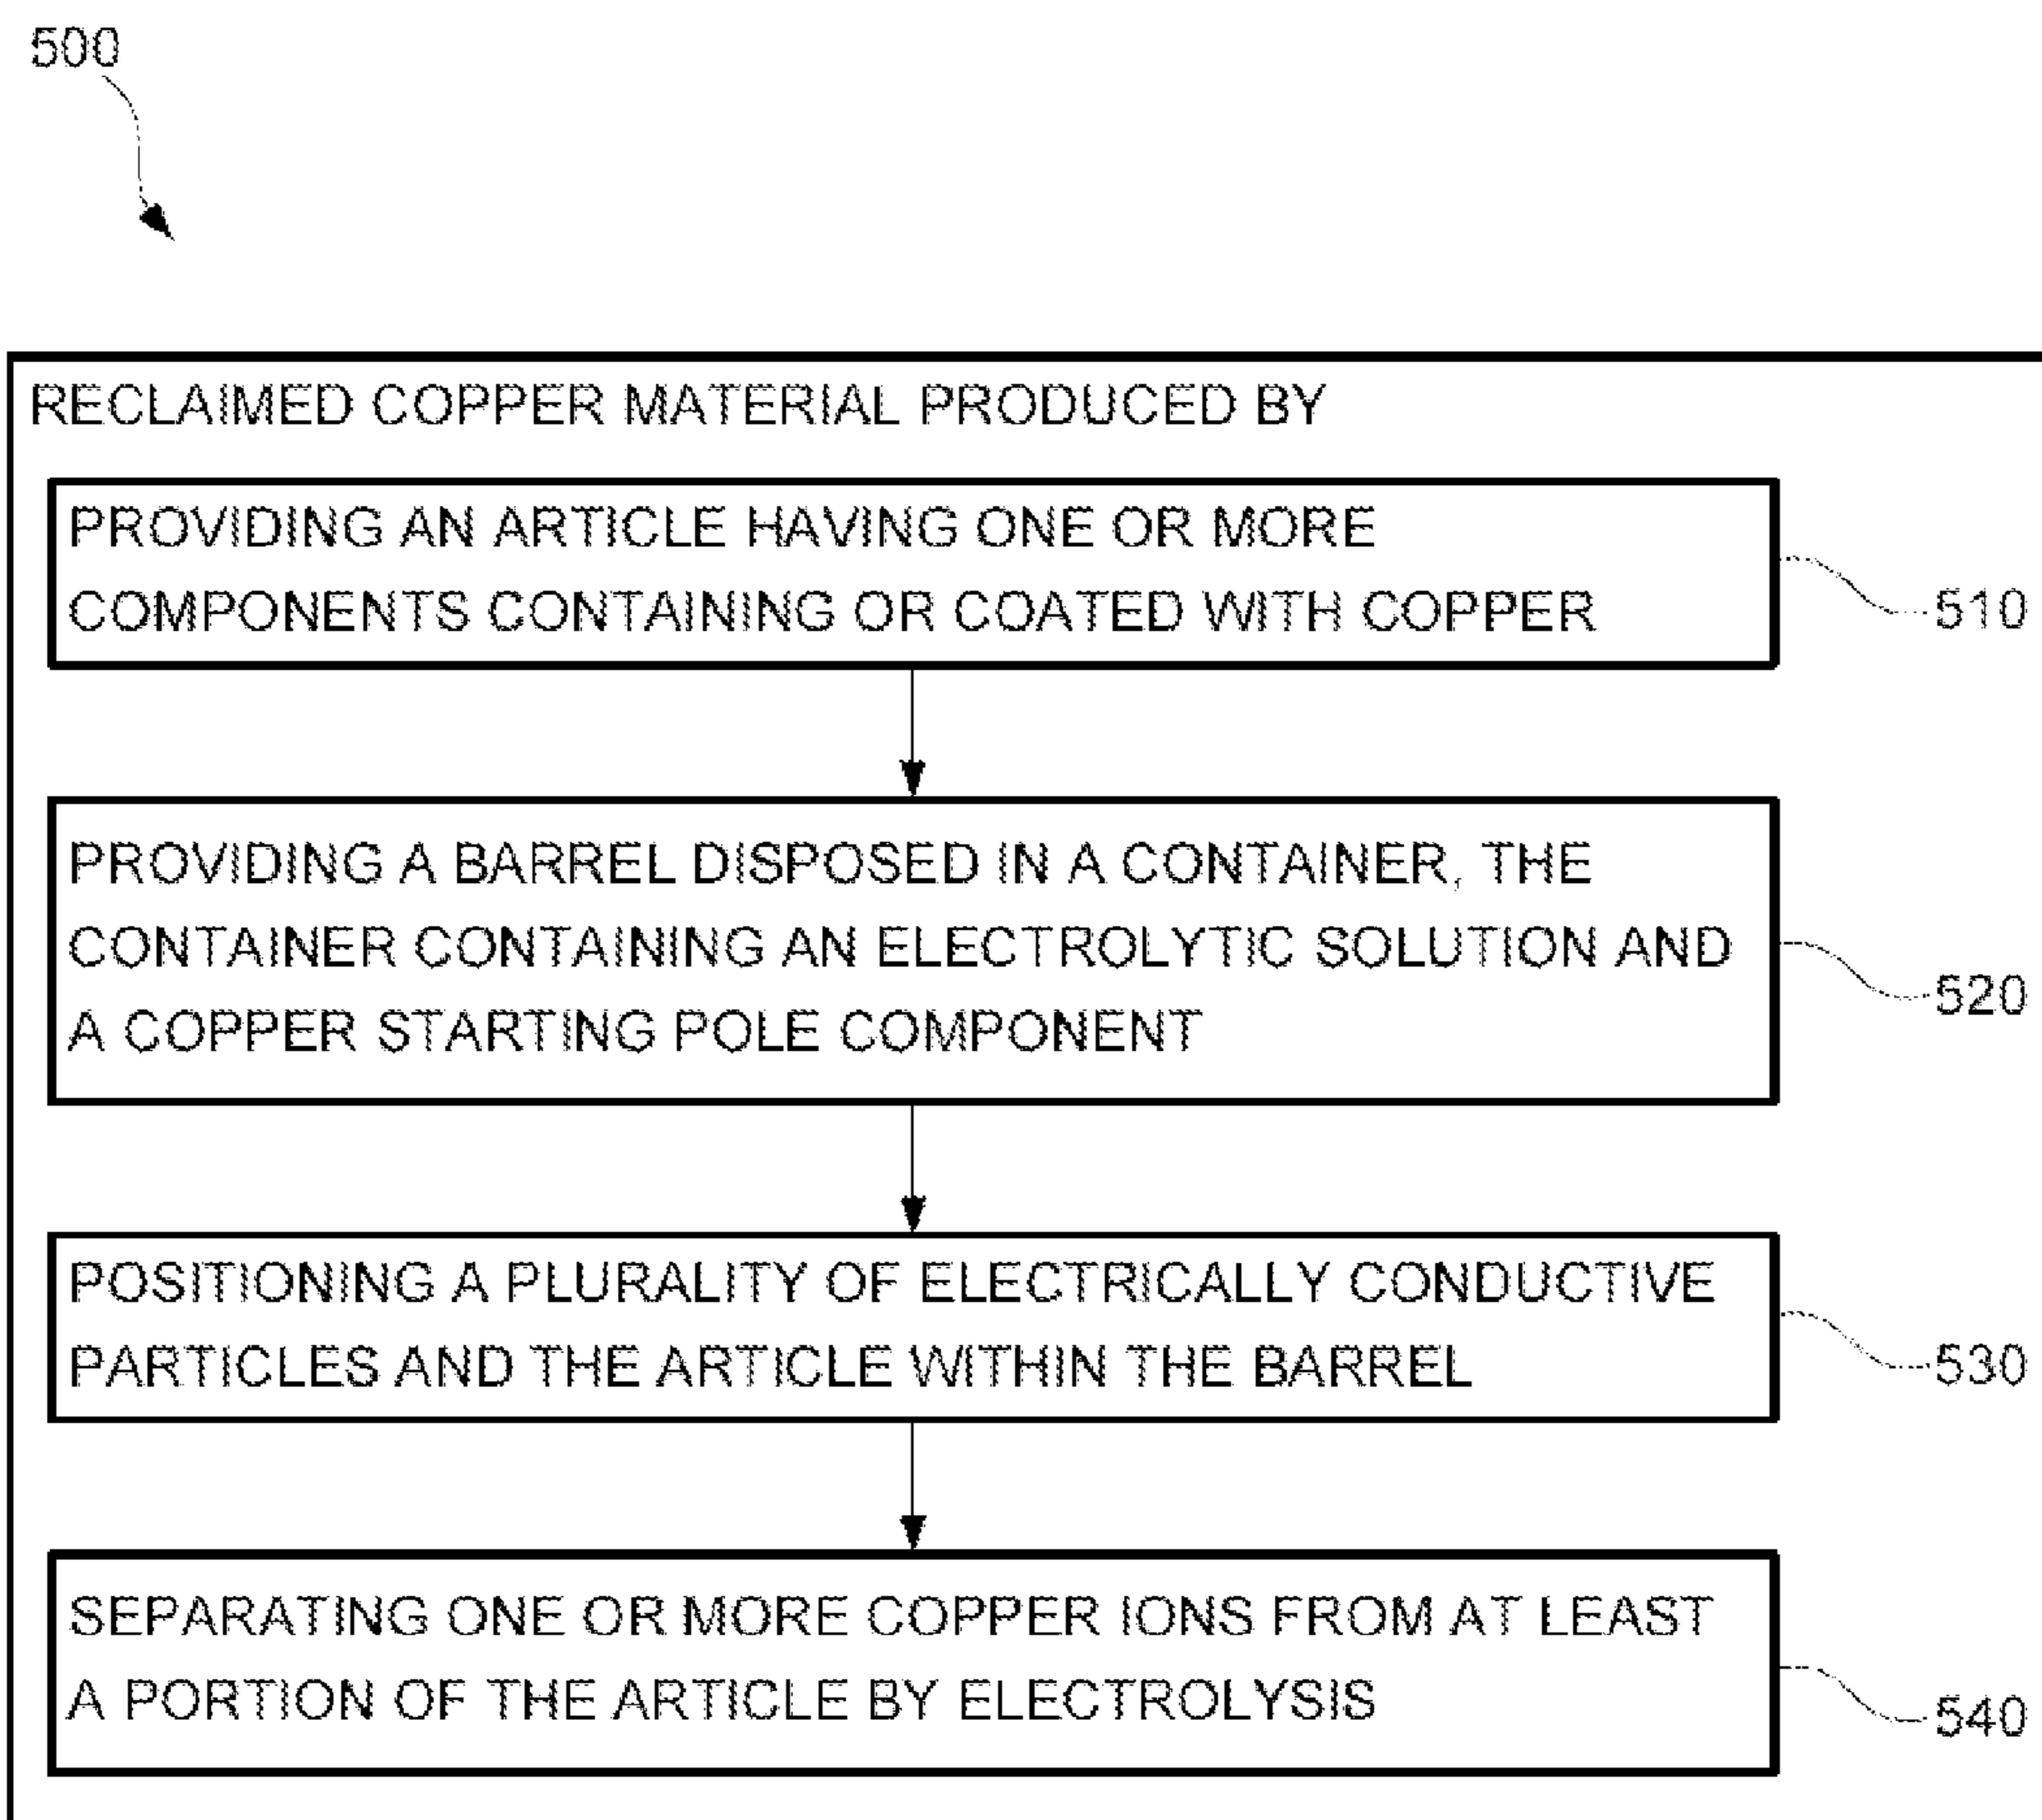 500
RECLAIMED COPPER MATERIAL PRODUCED BY
PROVIDING AN ARTICLE HAVING ONE OR MORE
COMPONENTS CONTAINING OR COATED WITH COPPER
510
PROVIDING A BARREL DISPOSED IN A CONTAINER, THE
CONTAINER CONTAINING AN ELECTROLYTIC SOLUTION AND
A COPPER STARTING POLE COMPONENT
520
POSITIONING A PLURALITY OF ELECTRICALLY CONDUCTIVE
PARTICLES AND THE ARTICLE WITHIN THE BARREL
530
SEPARATING ONE OR MORE COPPER IONS FROM AT LEAST
A PORTION OF THE ARTICLE BY ELECTROLYSIS
540